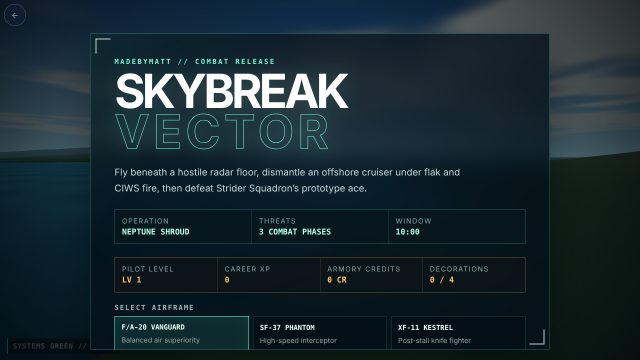 ←
MADEBYMATT // COMBAT RELEASE
SKYBREAK
VECTOR
Fly beneath a hostile radar floor, dismantle an offshore cruiser under flak and
CIWS fire, then defeat Strider Squadron's prototype ace.
OPERATION
NEPTUNE SHROUD
THREATS
3 COMBAT PHASES
WINDOW
10:00
PILOT LEVEL
LV 1
CAREER XP
0
ARMORY CREDITS
0 CR
DECORATIONS
0 / 4
SELECT AIRFRAME
F/A-20 VANGUARD
Balanced air superiority
SF-37 PHANTOM
High-speed interceptor
XF-11 KESTREL
Post-stall knife fighter
SYSTEMS GREEN //